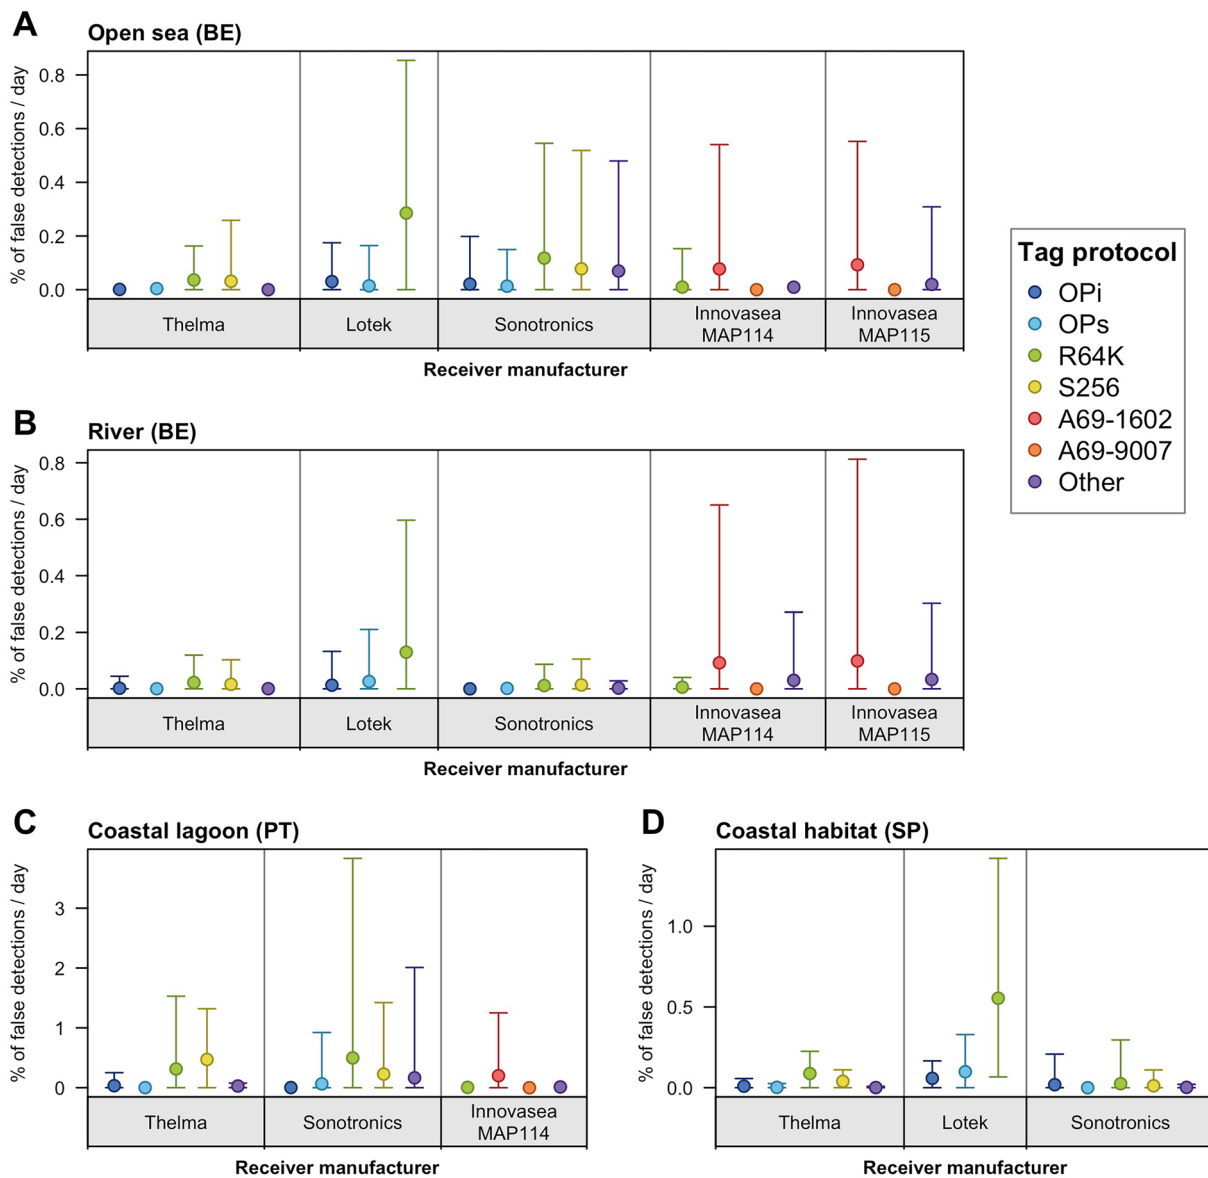 A
Open sea (BE)
% of false detections / day
0.8
0.6
0.4
0.2
0.0
Thelma
Lotek
Sonotronics
Innovasea
MAP114
Innovasea
MAP115
Receiver manufacturer
Tag protocol
OPi
OPs
R64K
S256
A69-1602
A69-9007
Other
B
River (BE)
% of false detections / day
0.8
0.6
0.4
0.2
0.0
Thelma
Lotek
Sonotronics
Innovasea
MAP114
Innovasea
MAP115
Receiver manufacturer
C
Coastal lagoon (PT)
% of false detections / day
3
2
1
0
Thelma
Sonotronics
Innovasea
MAP114
Receiver manufacturer
D
Coastal habitat (SP)
% of false detections / day
1.0
0.5
0.0
Thelma
Lotek
Sonotronics
Receiver manufacturer